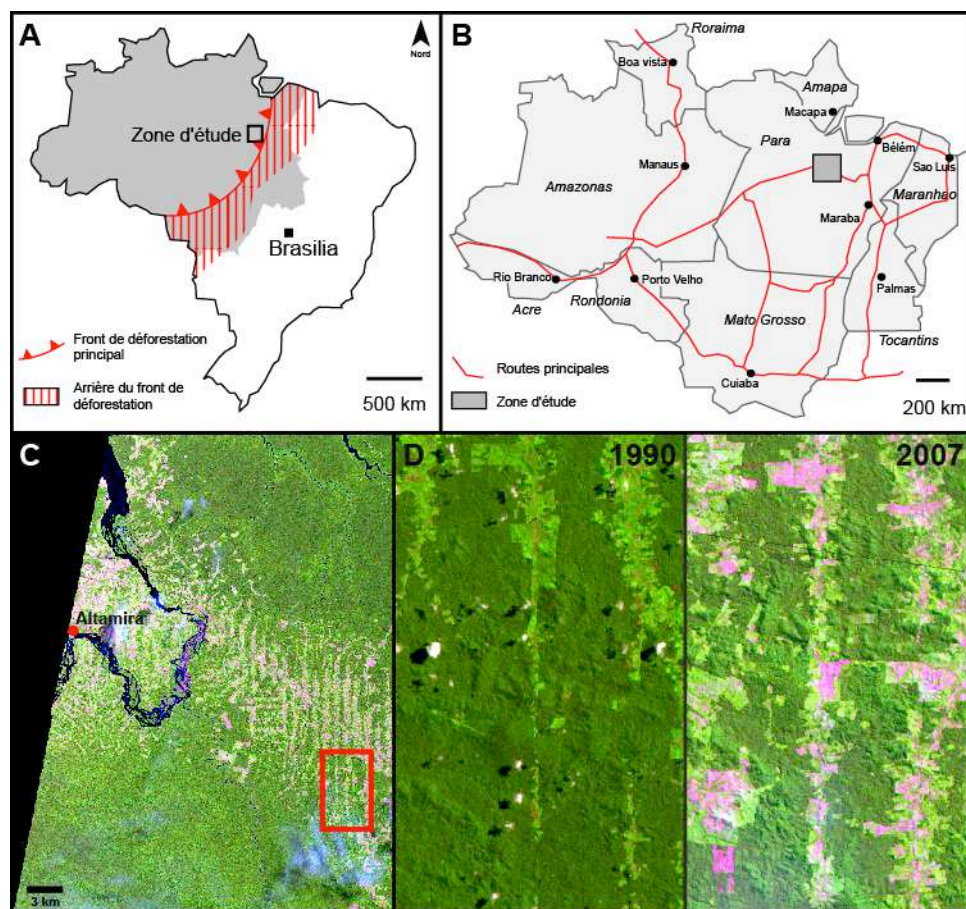 A
Nord
Zone d'étude
Brasilia
Front de déforestation
principal
Arrière du front de
déforestation
500 km
B
Roraima
Boa vista
Amapa
Macapa
Para
Bélém
Sao Luis
Manaus
Amazonas
Maranhao
Maraba
Rio Branco
Porto Velho
Palmas
Acre
Rondonia
Mato Grosso
Tocantins
Routes principales
Cuiaba
Zone d'étude
200 km
C
Altamira
3 km
D
1990
2007